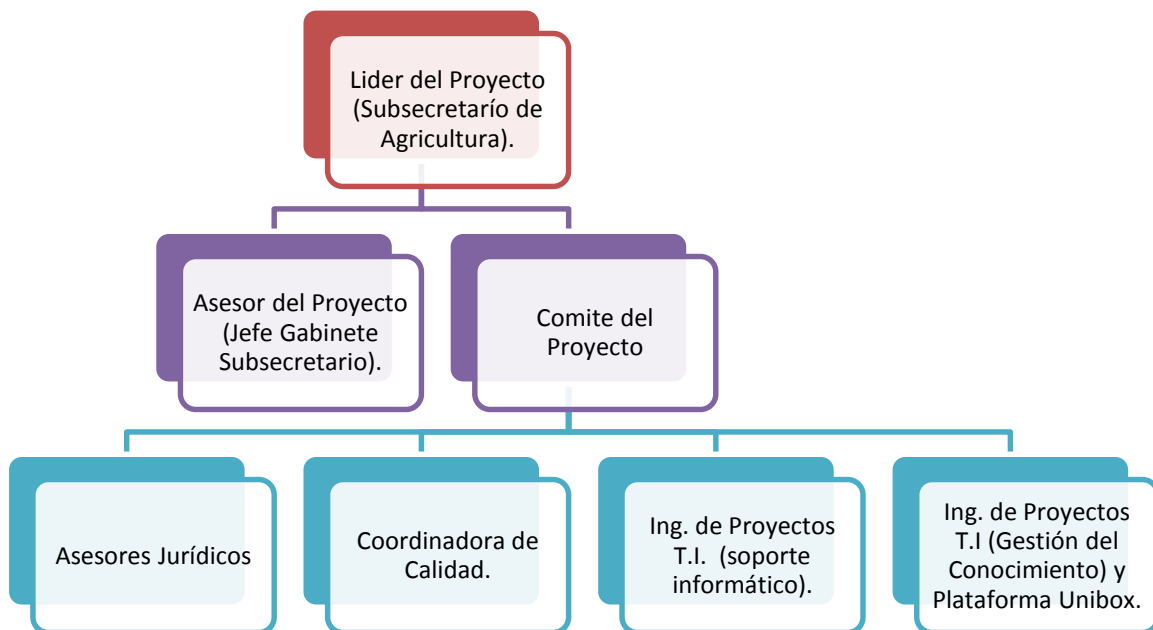 Lider del Proyecto
(Subsecretarío de
Agricultura).
Asesor del Proyecto
(Jefe Gabinete
Subsecretario).
Comite del
Proyecto
Asesores Jurídicos
Coordinadora de
Calidad.
Ing. de Proyectos
T.I. (soporte
informático).
Ing. de Proyectos
T.I (Gestión del
Conocimiento) y
Plataforma Unibox.